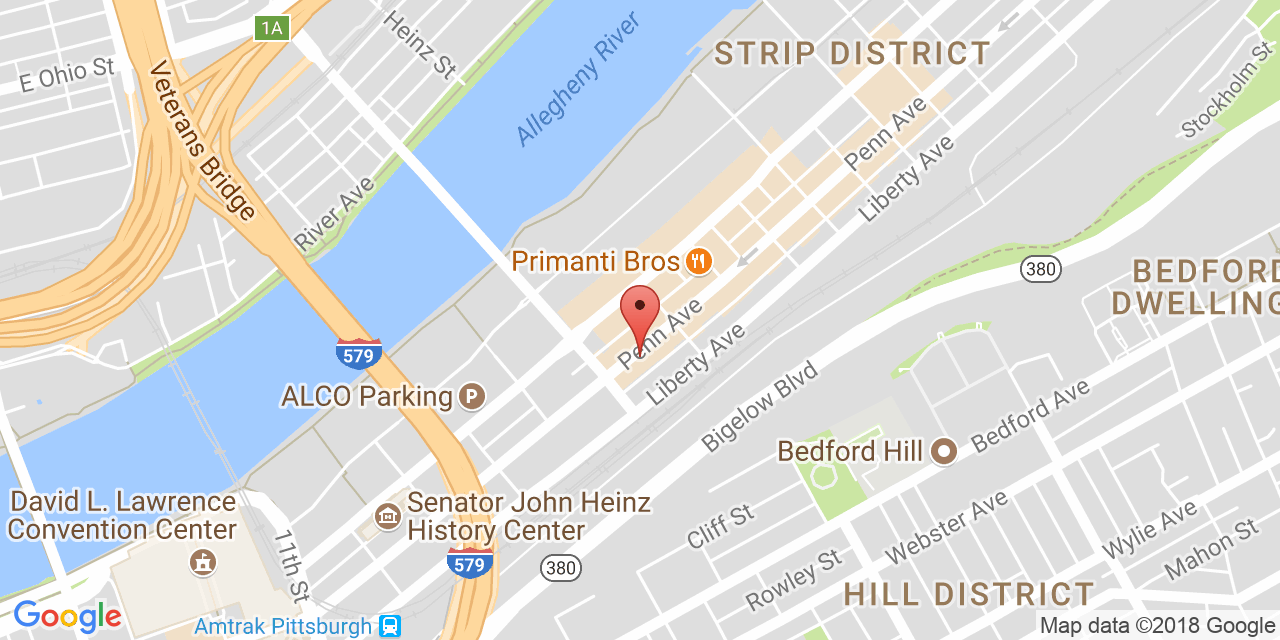 1A
Heinz St
STRIP DISTRICT
E Ohio St
Veterans Bridge
Allegheny River
Stockholm St
Penn Ave
Liberty Ave
River Ave
Primanti Bros
380
BEDFORD
DWELLING
Penn Ave
Liberty Ave
579
ALCO Parking
Bigelow Blvd
Bedford Ave
Bedford Hill
David L. Lawrence
Convention Center
Senator John Heinz
History Center
Cliff St
Webster Ave
Wylie Ave
Mahon St
11th St
579
380
Rowley St
HILL DISTRICT
Google
Amtrak Pittsburgh
Map data ©2018 Google